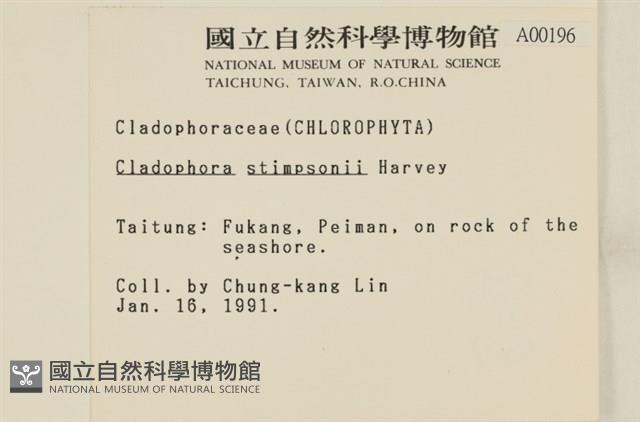 國立自然科學博物館 A00196
NATIONAL MUSEUM OF NATURAL SCIENCE
TAICHUNG, TAIWAN, R.O.CHINA
Cladophoraceae(CHLOROPHYTA)
Cladophora stimpsonii Harvey
Taitung: Fukang, Peiman, on rock of the
seashore.
Coll. by Chung-kang Lin
Jan. 16, 1991.
國立自然科學博物館
NATIONAL MUSEUM OF NATURAL SCIENCE